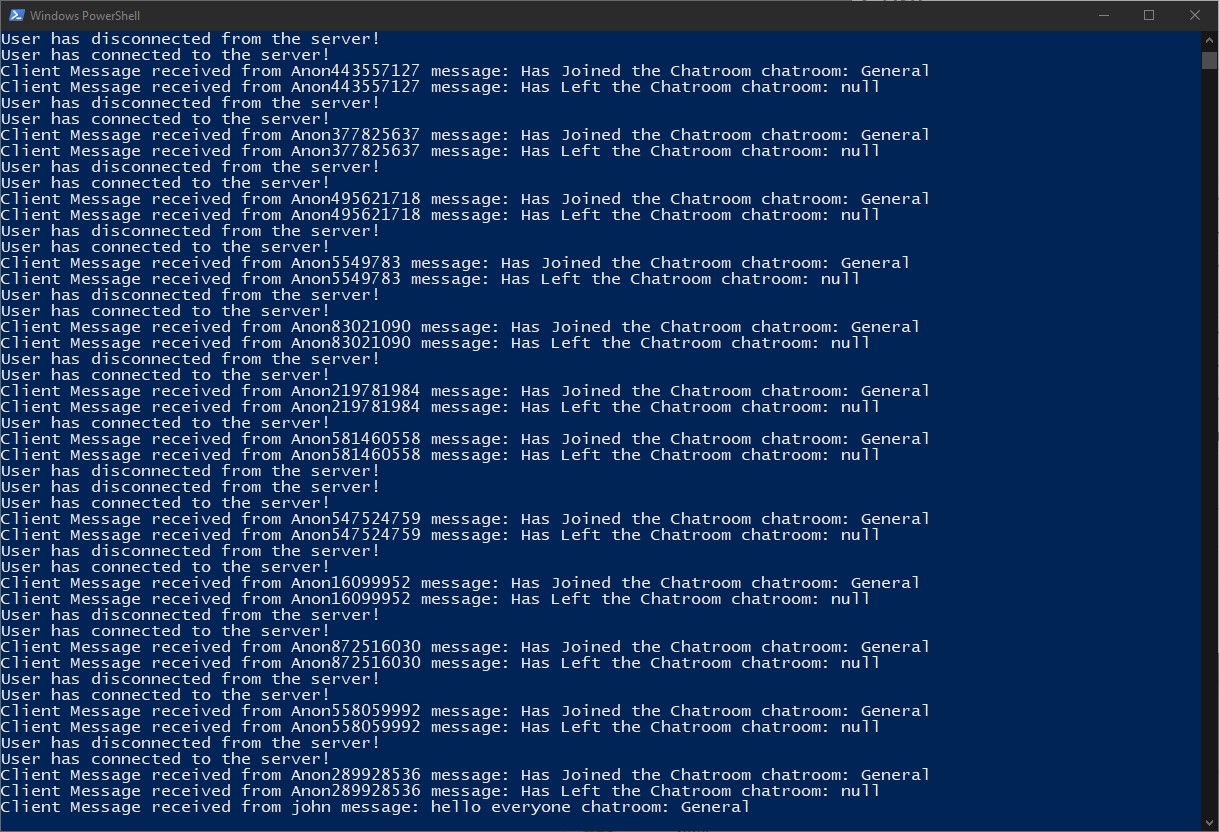 Windows PowerShell
User has disconnected from the server!
User has connected to the server!
Client Message received from Anon443557127 message: Has Joined the Chatroom chatroom: General
Client Message received from Anon443557127 message: Has Left the Chatroom chatroom: null
User has disconnected from the server!
User has connected to the server!
Client Message received from Anon377825637 message: Has Joined the Chatroom chatroom: General
Client Message received from Anon377825637 message: Has Left the Chatroom chatroom: null
User has disconnected from the server!
User has connected to the server!
Client Message received from Anon495621718 message: Has Joined the Chatroom chatroom: General
Client Message received from Anon495621718 message: Has Left the Chatroom chatroom: null
User has disconnected from the server!
User has connected to the server!
Client Message received from Anon5549783 message: Has Joined the Chatroom chatroom: General
Client Message received from Anon5549783 message: Has Left the Chatroom chatroom: null
User has disconnected from the server!
User has connected to the server!
Client Message received from Anon83021090 message: Has Joined the Chatroom chatroom: General
Client Message received from Anon83021090 message: Has Left the Chatroom chatroom: null
User has disconnected from the server!
User has connected to the server!
Client Message received from Anon219781984 message: Has Joined the Chatroom chatroom: General
Client Message received from Anon219781984 message: Has Left the Chatroom chatroom: null
User has connected to the server!
Client Message received from Anon581460558 message: Has Joined the Chatroom chatroom: General
Client Message received from Anon581460558 message: Has Left the Chatroom chatroom: null
User has disconnected from the server!
User has disconnected from the server!
User has connected to the server!
Client Message received from Anon547524759 message: Has Joined the Chatroom chatroom: General
Client Message received from Anon547524759 message: Has Left the Chatroom chatroom: null
User has disconnected from the server!
User has connected to the server!
Client Message received from Anon16099952 message: Has Joined the Chatroom chatroom: General
Client Message received from Anon16099952 message: Has Left the Chatroom chatroom: null
User has disconnected from the server!
User has connected to the server!
Client Message received from Anon872516030 message: Has Joined the Chatroom chatroom: General
Client Message received from Anon872516030 message: Has Left the Chatroom chatroom: null
User has disconnected from the server!
User has connected to the server!
Client Message received from Anon558059992 message: Has Joined the Chatroom chatroom: General
Client Message received from Anon558059992 message: Has Left the Chatroom chatroom: null
User has disconnected from the server!
User has connected to the server!
Client Message received from Anon289928536 message: Has Joined the Chatroom chatroom: General
Client Message received from Anon289928536 message: Has Left the Chatroom chatroom: null
Client Message received from john message: hello everyone chatroom: General